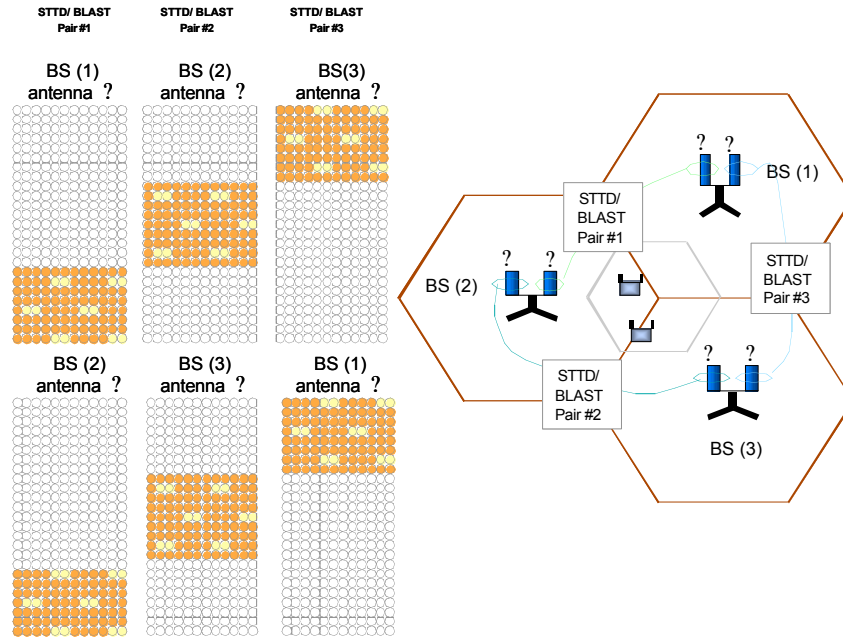 STTD/ BLAST
Pair #1
STTD/ BLAST
Pair #2
STTD/ BLAST
Pair #3
BS (1)
antenna ?
BS (2)
antenna ?
BS(3)
antenna ?
BS (2)
antenna ?
BS (3)
antenna ?
BS (1)
antenna ?
? ?
BS (1)
STTD/
BLAST
Pair #1
STTD/
BLAST
Pair #3
? ?
BS (2)
? ?
STTD/
BLAST
Pair #2
BS (3)